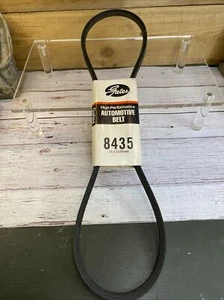 Gates
High Performance
AUTOMOTIVE
BELT
8435